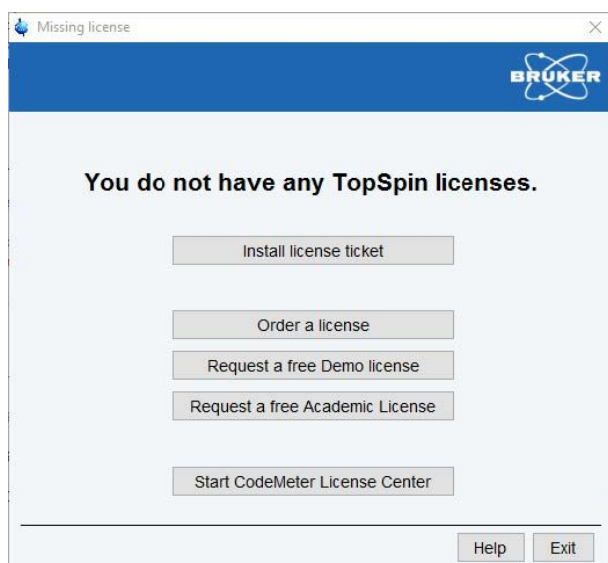 Missing license
BRUKER
You do not have any TopSpin licenses.
Install license ticket
Order a license
Request a free Demo license
Request a free Academic License
Start CodeMeter License Center
Help Exit